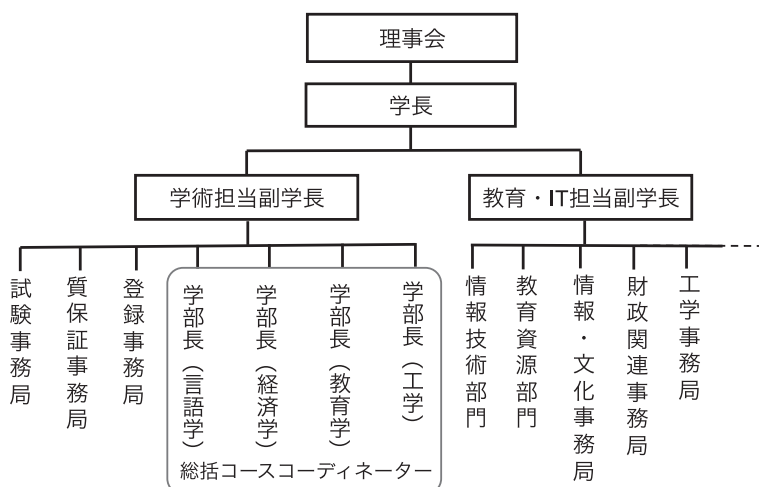 理事会
学長
学術担当副学長
教育・IT担当副学長
試験事務局
質保証事務局
登録事務局
学部長(言語学)
学部長(経済学)
学部長(教育学)
学部長(工学)
総括コースコーディネーター
情報技術部門
教育資源部門
情報・文化事務局
財政関連事務局
工学事務局